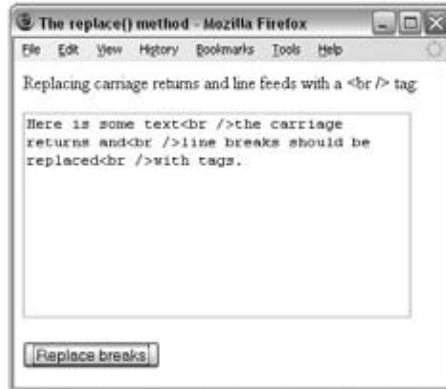 The replace() method - Mozilla Firefox
File Edit View History Bookmarks Tools Help
Replacing carriage returns and line feeds with a <br /> tag
Here is some text<br />the carriage
returns and<br />line breaks should be
replaced<br />with tags.
Replace breaks